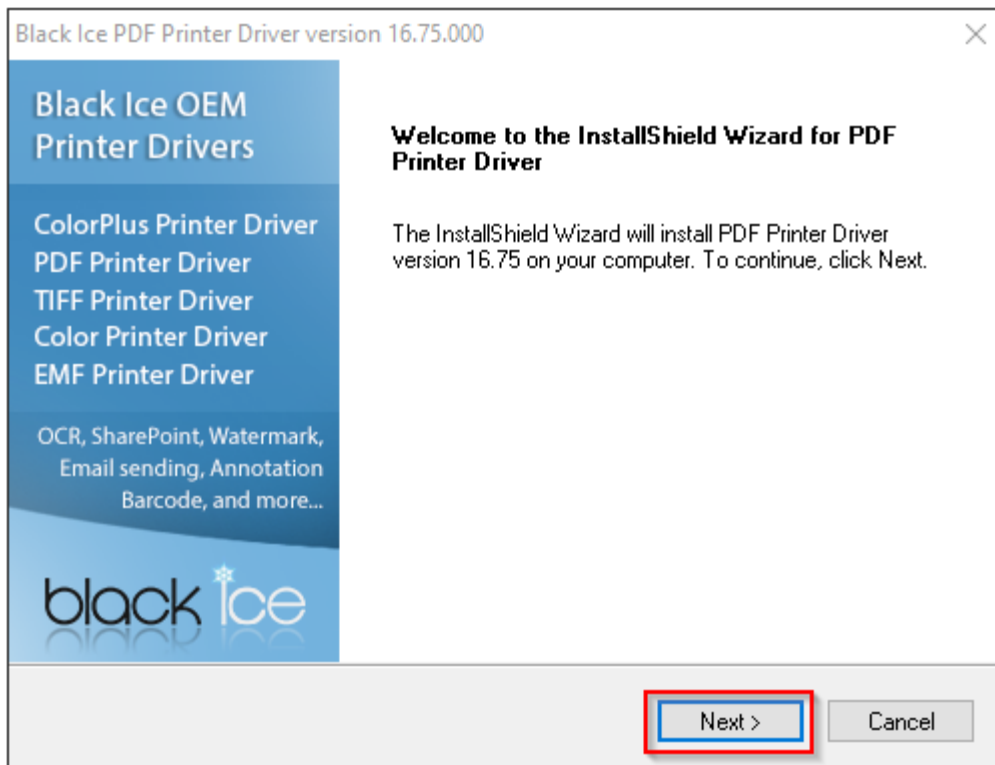 Black Ice PDF Printer Driver version 16.75.000
Black Ice OEM
Printer Drivers
ColorPlus Printer Driver
PDF Printer Driver
TIFF Printer Driver
Color Printer Driver
EMF Printer Driver
OCR, SharePoint, Watermark,
Email sending, Annotation
Barcode, and more...
black ice
Welcome to the InstallShield Wizard for PDF
Printer Driver
The InstallShield Wizard will install PDF Printer Driver
version 16.75 on your computer. To continue, click Next.
Next >
Cancel